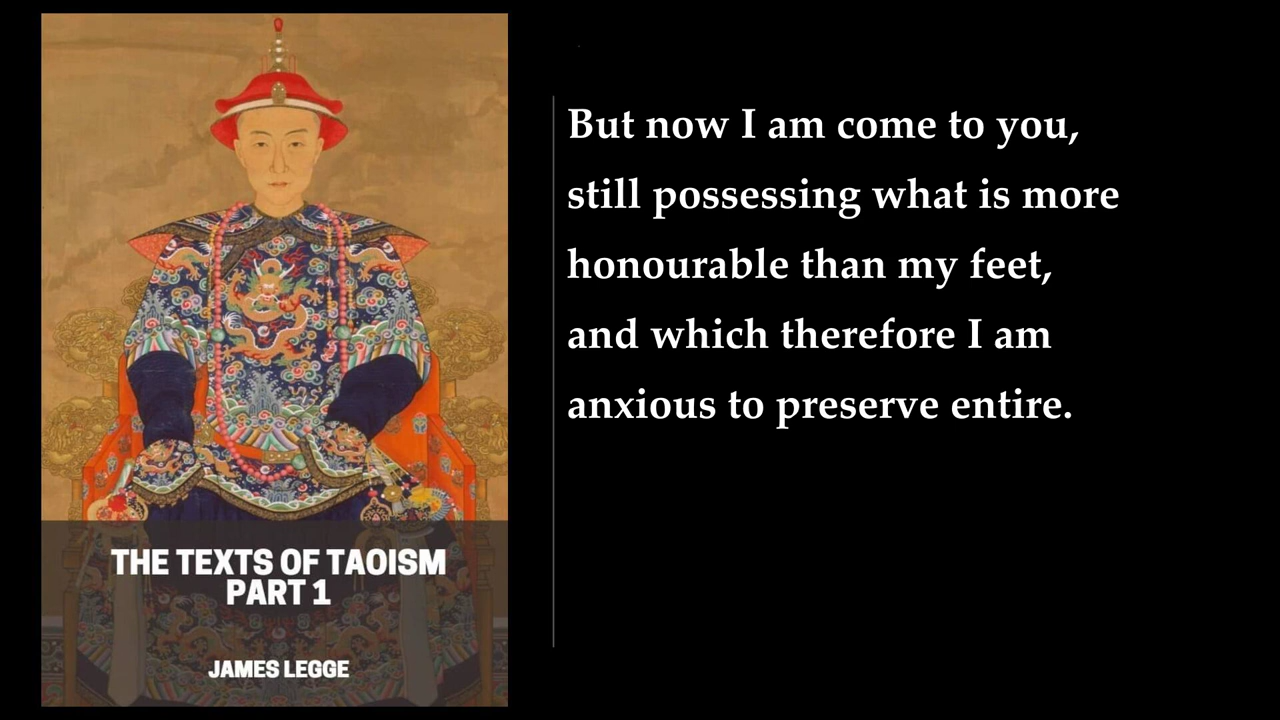 THE TEXTS OF TAOISM
PART 1
JAMES LEGGE
But now I am come to you,
still possessing what is more
honourable than my feet,
and which therefore I am
anxious to preserve entire.